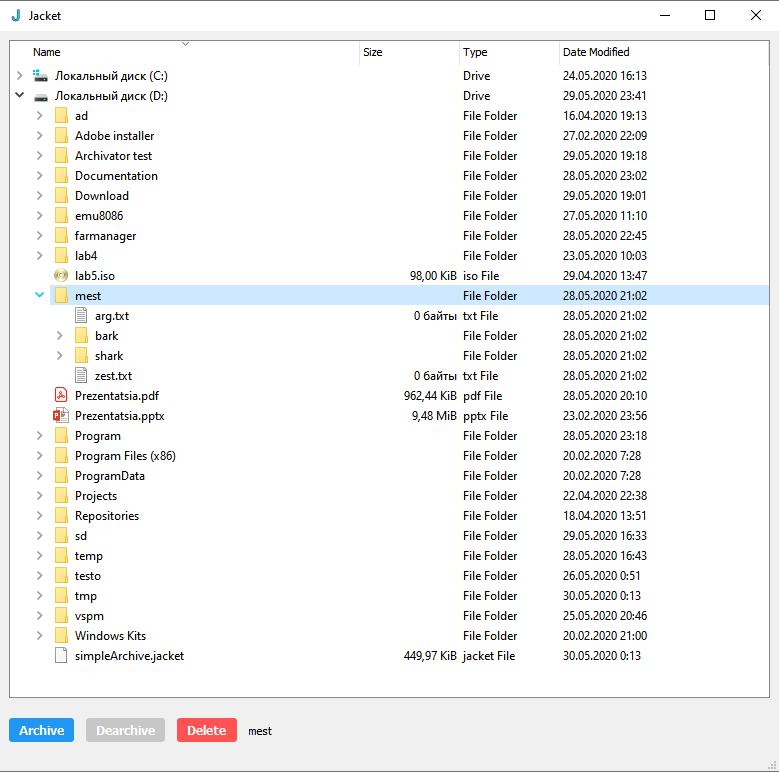 Jacket
Name Size Type Date Modified
Локальный диск (C:) Drive 24.05.2020 16:13
Локальный диск (D:) Drive 29.05.2020 23:41
ad File Folder 16.04.2020 19:13
Adobe installer File Folder 27.02.2020 22:09
Archivator test File Folder 29.05.2020 19:18
Documentation File Folder 28.05.2020 23:02
Download File Folder 29.05.2020 19:01
emu8086 File Folder 27.05.2020 11:10
farmanager File Folder 28.05.2020 22:45
lab4 File Folder 23.05.2020 10:03
lab5.iso 98,00 KiB iso File 29.04.2020 13:47
mest File Folder 28.05.2020 21:02
arg.txt 0 байты txt File 28.05.2020 21:02
bark File Folder 28.05.2020 21:02
shark File Folder 28.05.2020 21:02
zest.txt 0 байты txt File 28.05.2020 21:02
Prezentatsia.pdf 962,44 KiB pdf File 28.05.2020 20:10
Prezentatsia.pptx 9,48 MiB pptx File 23.02.2020 23:56
Program File Folder 28.05.2020 23:18
Program Files (x86) File Folder 20.02.2020 7:28
ProgramData File Folder 20.02.2020 7:28
Projects File Folder 22.04.2020 22:38
Repositories File Folder 18.04.2020 13:51
sd File Folder 29.05.2020 16:33
temp File Folder 28.05.2020 16:43
testo File Folder 26.05.2020 0:51
tmp File Folder 30.05.2020 0:13
vspm File Folder 25.05.2020 20:46
Windows Kits File Folder 20.02.2020 21:00
simpleArchive.jacket 449,97 KiB jacket File 30.05.2020 0:13
Archive Dearchive Delete mest